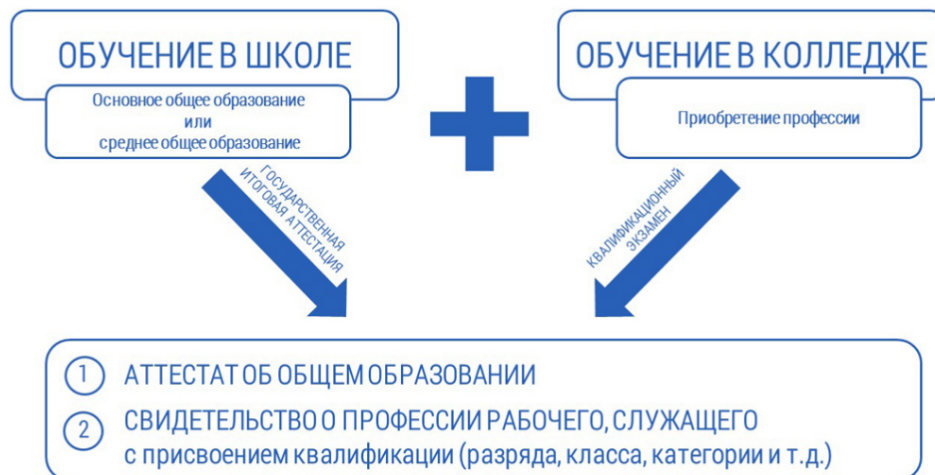 ОБУЧЕНИЕ В ШКОЛЕ
Основное общее образование
или
среднее общее образование
ОБУЧЕНИЕ В КОЛЛЕДЖЕ
Приобретение профессии
ГОСУДАРСТВЕННАЯ
ИТОГОВАЯ АТТЕСТАЦИЯ
КВАЛИФИКАЦИОННЫЙ
ЭКЗАМЕН
1 АТТЕСТАТ ОБ ОБЩЕМ ОБРАЗОВАНИИ
2 СВИДЕТЕЛЬСТВО О ПРОФЕССИИ РАБОЧЕГО, СЛУЖАЩЕГО
с присвоением квалификации (разряда, класса, категории и т.д.)